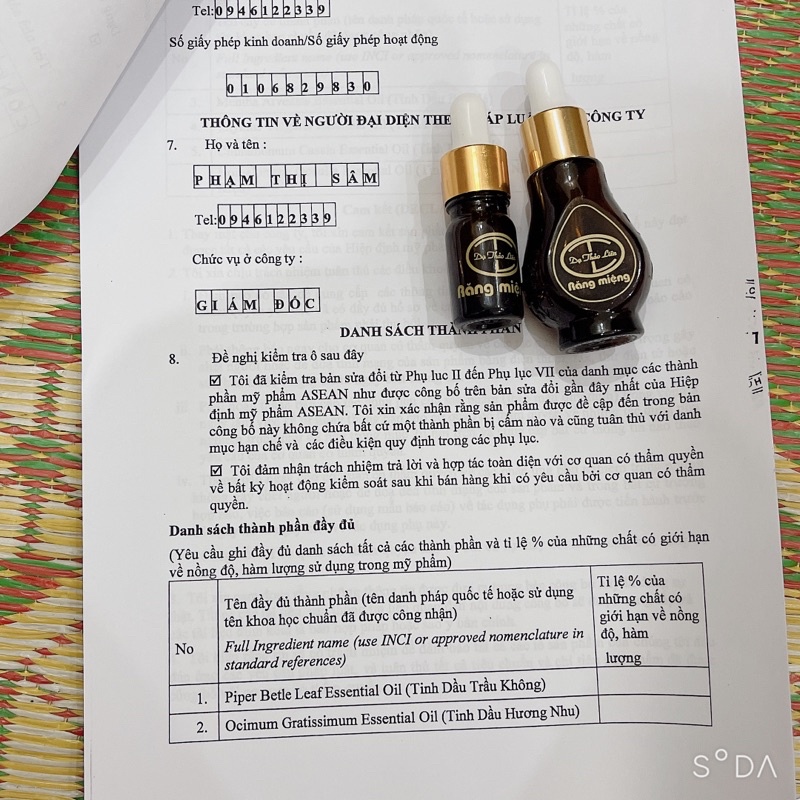 Tel:0946122339
Số giấy phép kinh doanh/Số giấy phép hoạt động
0106829830
THÔNG TIN VỀ NGƯỜI ĐẠI DIỆN CÔNG TY
7. Họ và tên :
PHẠM THỊ SÂM
Tel:0946122339
Chức vụ ở công ty :
GIÁM ĐỐC
Dạ Thảo Liên
Răng miệng
Dạ Thảo Liên
Răng miệng
DANH SÁCH THÀNH PHẦN
8. Đề nghị kiểm tra ô sau đây
☑ Tôi đã kiểm tra bản sửa đổi từ Phụ luc II đến Phụ lục VII của danh mục các thành
phần mỹ phẩm ASEAN như được công bố trên bản sửa đổi gần đây nhất của Hiệp
định mỹ phẩm ASEAN. Tôi xin xác nhận rằng sản phẩm được đề cập đến trong bản
công bố này không chứa bất cứ một thành phần bị cấm nào và cũng tuân thủ với danh
mục hạn chế và các điều kiện quy định trong các phụ lục.
☑ Tôi đảm nhận trách nhiệm trả lời và hợp tác toàn diện với cơ quan có thẩm quyền
về bất kỳ hoạt động kiểm soát sau khi bán hàng khi có yêu cầu bởi cơ quan có thẩm
quyền.
Danh sách thành phần đầy đủ
(Yêu cầu ghi đầy đủ danh sách tất cả các thành phần và tỉ lệ % của những chất có giới hạn
về nồng độ, hàm lượng sử dụng trong mỹ phẩm)
No
Tên đầy đủ thành phần (tên danh pháp quốc tế hoặc sử dụng
tên khoa học chuẩn đã được công nhận)
Full Ingredient name (use INCI or approved nomenclature in
standard references)
Tỉ lệ % của
những chất có
giới hạn về nồng
độ, hàm
lượng
1. Piper Betle Leaf Essential Oil (Tinh Dầu Trầu Không)
2. Ocimum Gratissimum Essential Oil (Tinh Dầu Hương Nhu)
SODA